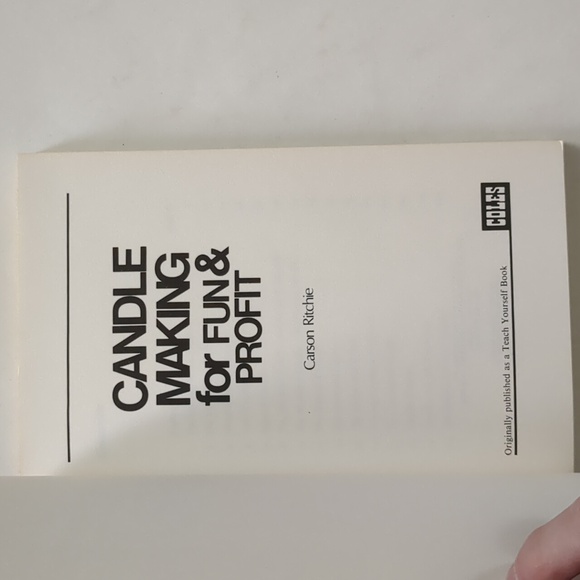 CANDLE
MAKING
for FUN &
PROFIT
Carson Ritchie
COLES
Originally published as a Teach Yourself Book